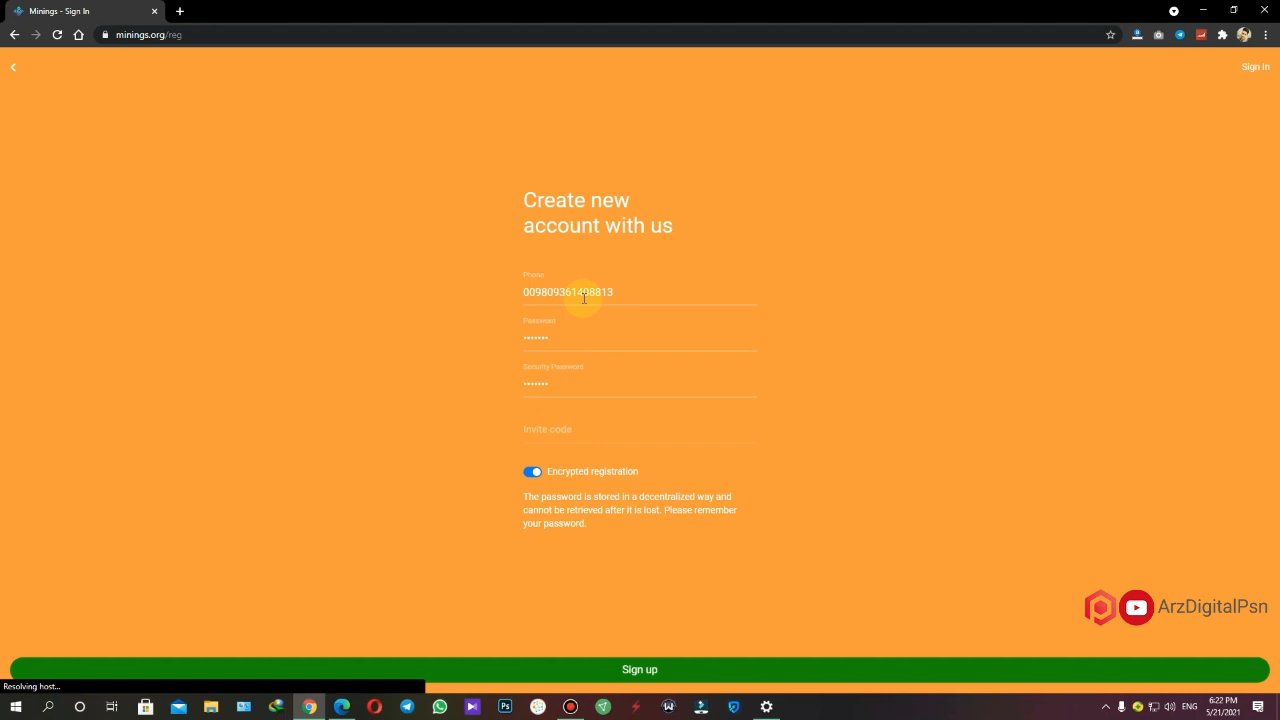 Minings - Sign In
minings.org/reg
Sign In
Create new
account with us
Phone
009809361408813
Password
•••••••
Security Password
•••••••
Invite code
Encrypted registration
The password is stored in a decentralized way and
cannot be retrieved after it is lost. Please remember
your password.
ArzDigitalPsn
Sign up
Resolving host...
ENG
6:22 PM
5/21/2021